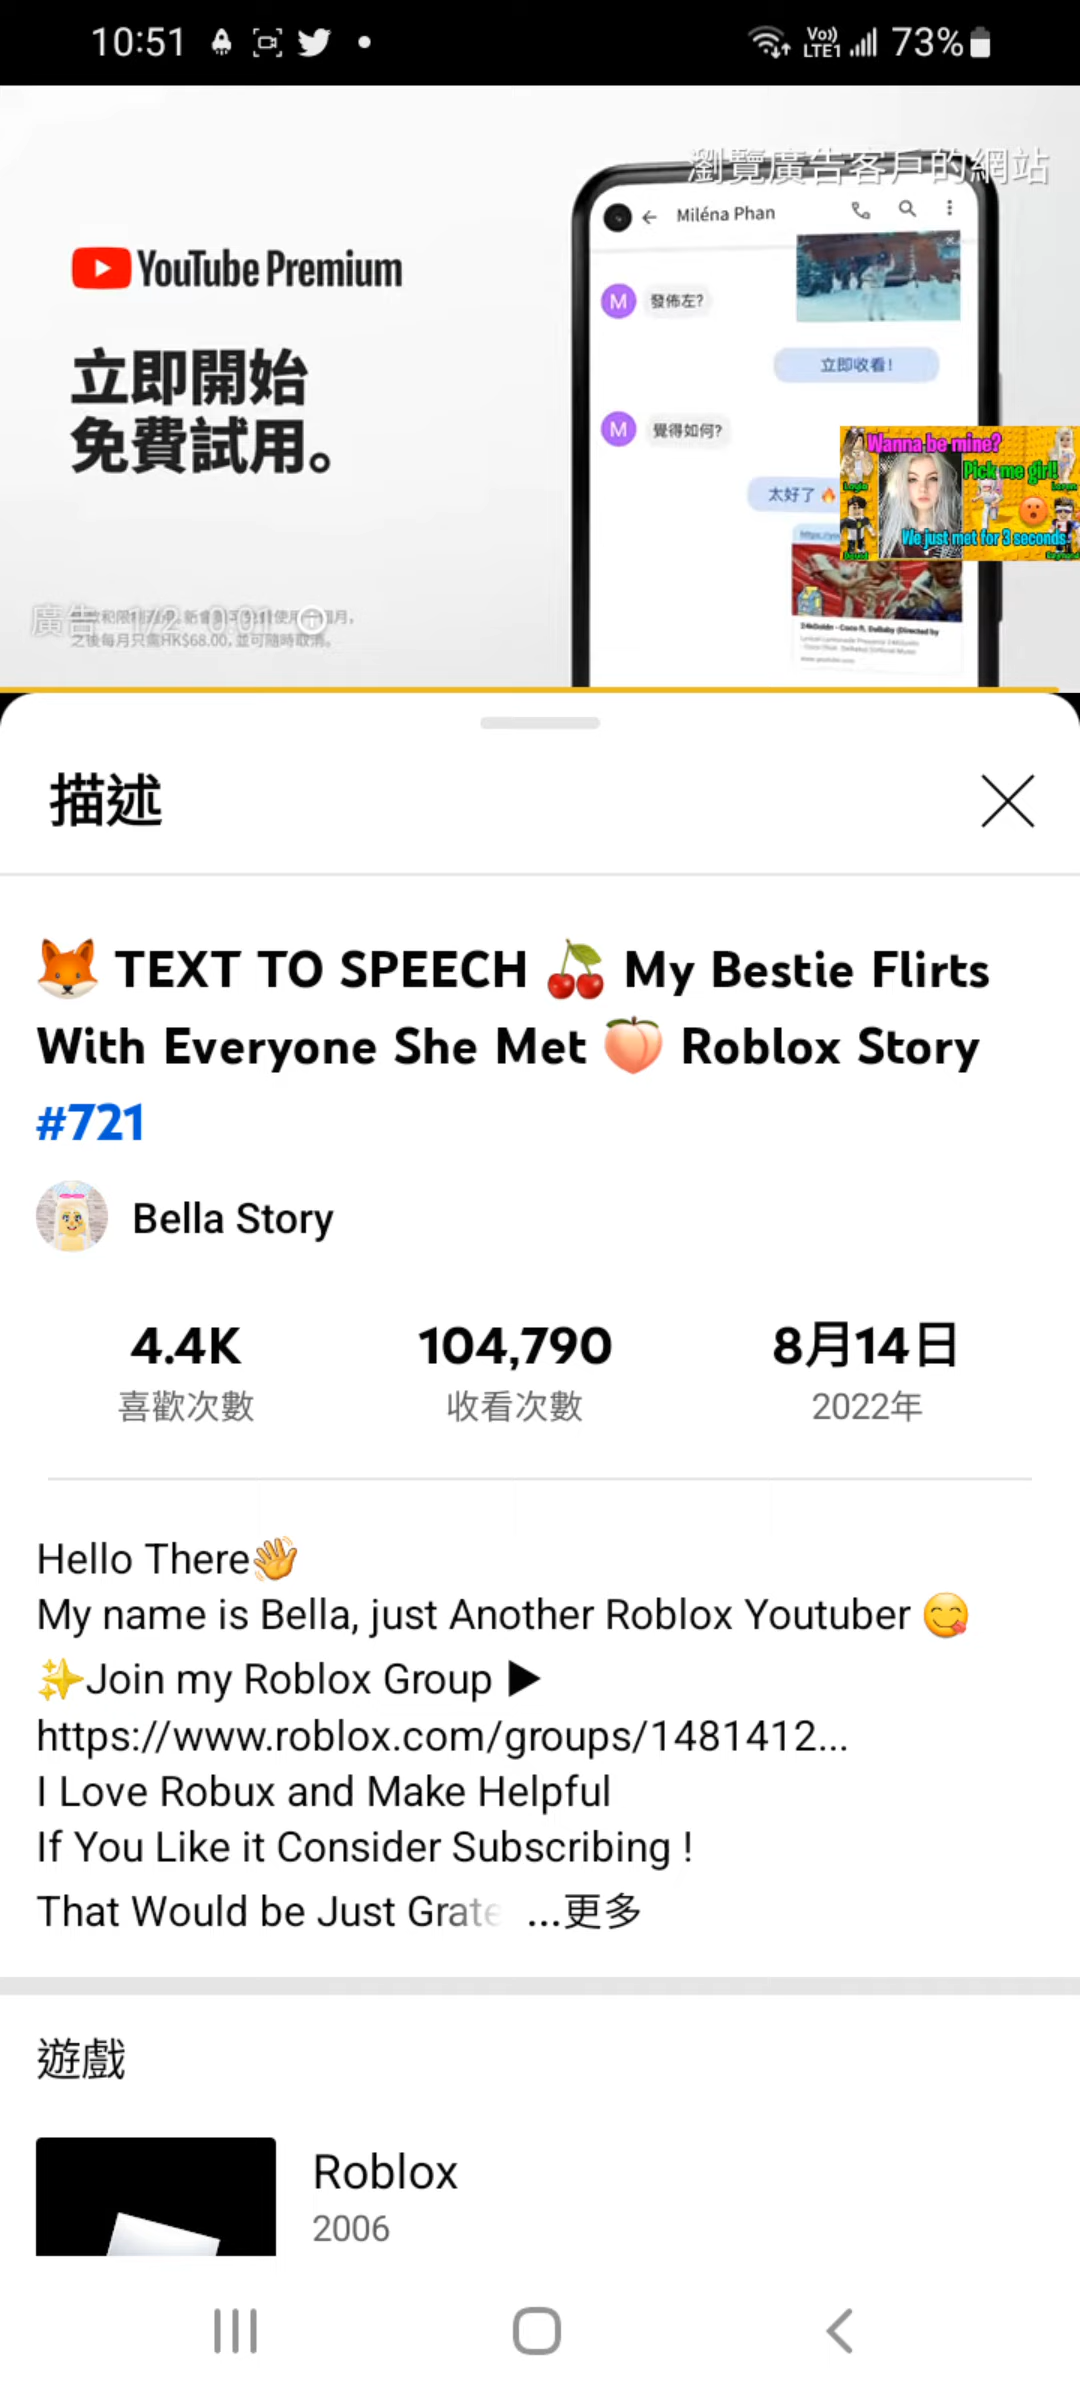 10:51
Vo))
LTE1
73%
瀏覽廣告客戶的網站
YouTube Premium
立即開始
免費試用。
Miléna Phan
M
發佈左?
立即收看!
M
覺得如何?
太好了🔥
Wanna be mine?
Pick me girl!
We just met for 3 seconds
廣告 1/2 0:01
之後每月只需HK$68.00, 並可隨時取消。
描述
🦊 TEXT TO SPEECH 🍒 My Bestie Flirts
With Everyone She Met 🍑 Roblox Story
#721
Bella Story
4.4K
喜歡次數
104,790
收看次數
8月14日
2022年
Hello There👋
My name is Bella, just Another Roblox Youtuber 😋
✨Join my Roblox Group ▶
https://www.roblox.com/groups/1481412...
I Love Robux and Make Helpful
If You Like it Consider Subscribing !
That Would be Just Grate ...更多
遊戲
Roblox
2006